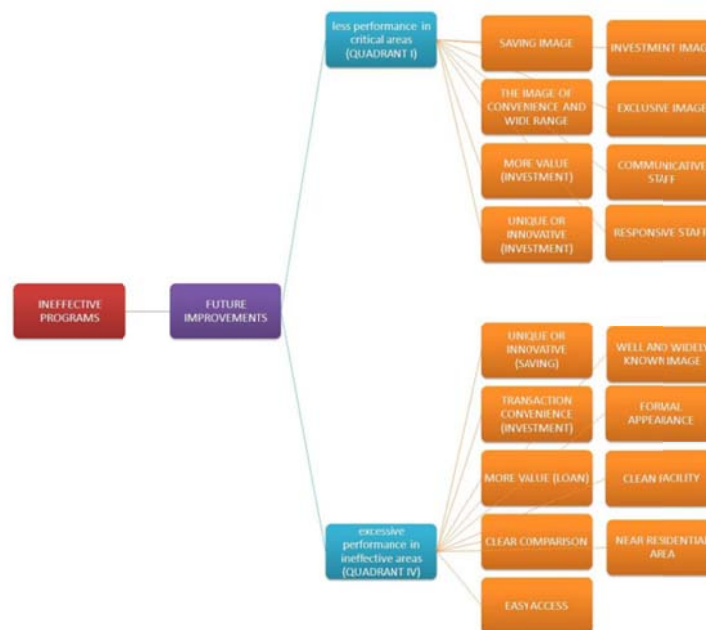 less performance in
critical areas
(QUADRANT I)
SAVING IMAGE
INVESTMENT IMAG
THE IMAGE OF
CONVENIENCE AND
WIDE RANGE
EXCLUSIVE IMAGE
MORE VALUE
(INVESTMENT)
COMMUNICATIVE
STAFF
UNIQUE OR
INNOVATIVE
(INVESTMENT)
RESPONSIVE STAFF
INEFFECTIVE
PROGRAMS
FUTURE
IMPROVEMENTS
UNIQUE OR
INNOVATIVE
(SAVING)
WELL AND WIDELY
KNOWN IMAGE
TRANSACTION
CONVENIENCE
(INVESTMENT)
FORMAL
APPEARANCE
MORE VALUE (LOAN)
CLEAN FACILITY
excessive
performance in
ineffective areas
(QUADRANT IV)
CLEAR COMPARISON
NEAR RESIDENTIAL
AREA
EASY ACCESS